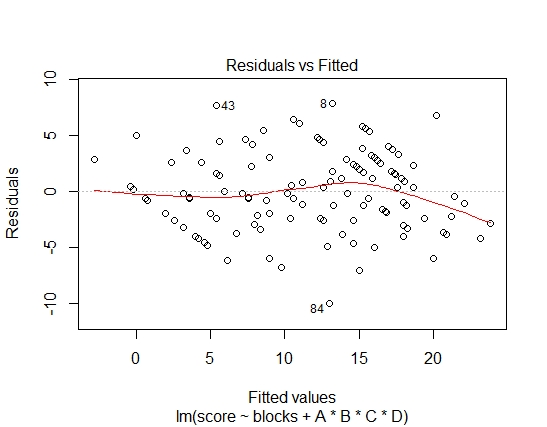 Residuals vs Fitted
10
5
0
-5
-10
Residuals
43
8
84
0 5 10 15 20
Fitted values
lm(score ~ blocks + A * B * C * D)